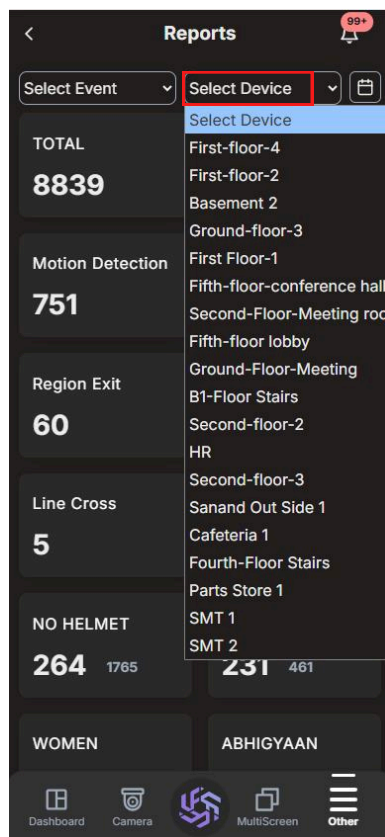 Reports
99+
Select Event
Select Device
Select Device
First-floor-4
First-floor-2
Basement 2
Ground-floor-3
First Floor-1
Fifth-floor-conference hall
Second-Floor-Meeting roo
Fifth-floor lobby
Ground-Floor-Meeting
B1-Floor Stairs
Second-floor-2
HR
Second-floor-3
Sanand Out Side 1
Cafeteria 1
Fourth-Floor Stairs
Parts Store 1
SMT 1
SMT 2
TOTAL
8839
Motion Detection
751
Region Exit
60
Line Cross
5
NO HELMET
264 1765
231 461
WOMEN
ABHIGYAAN
Dashboard
Camera
MultiScreen
Other